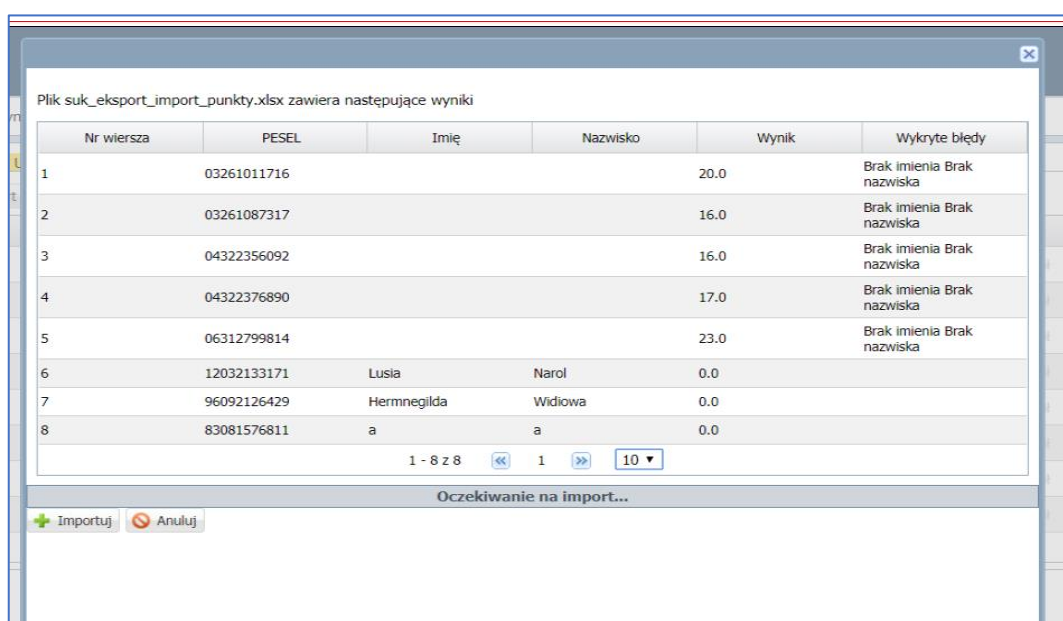 Plik suk_eksport_import_punkty.xlsx zawiera następujące wyniki
Nr wiersza PESEL Imię Nazwisko Wynik Wykryte błędy
1 03261011716 20.0 Brak imienia Brak
nazwiska
2 03261087317 16.0 Brak imienia Brak
nazwiska
3 04322356092 16.0 Brak imienia Brak
nazwiska
4 04322376890 17.0 Brak imienia Brak
nazwiska
5 06312799814 23.0 Brak imienia Brak
nazwiska
6 12032133171 Lusia Narol 0.0
7 96092126429 Hermnegilda Widiowa 0.0
8 83081576811 a a 0.0
1 - 8 z 8 1 10
Oczekiwanie na import...
Importuj Anuluj